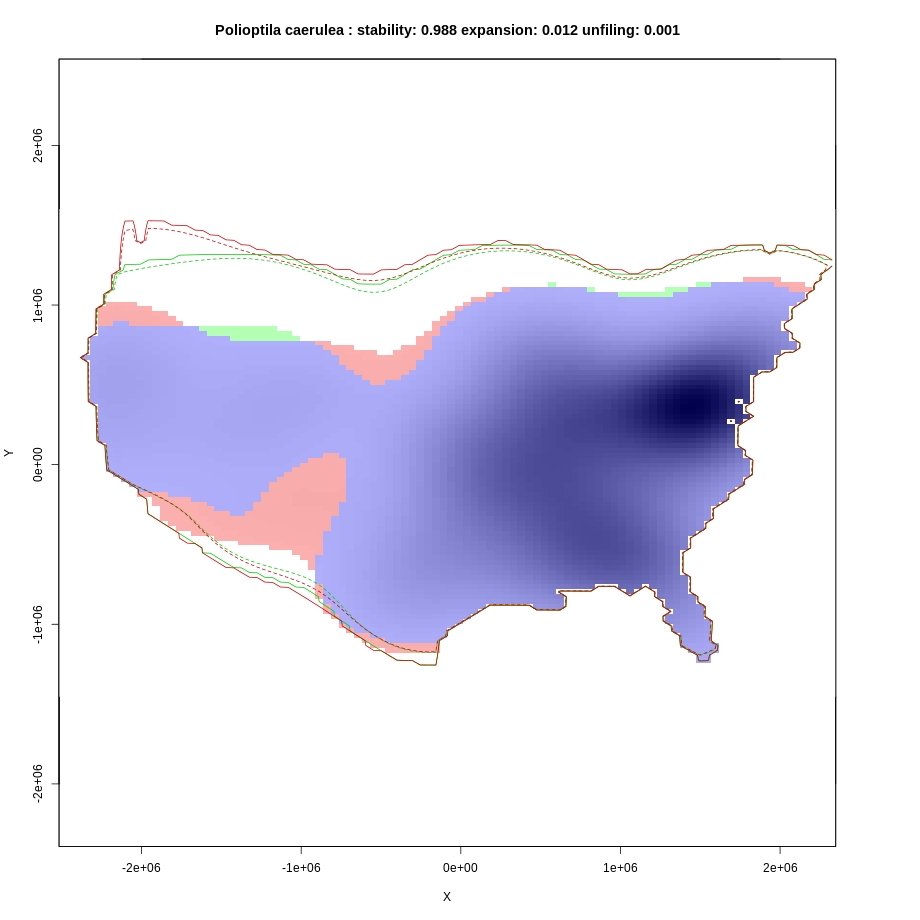 Polioptila caerulea : stability: 0.988 expansion: 0.012 unfiling: 0.001
2e+06
1e+06
0e+00
-1e+06
-2e+06
Y
-2e+06 -1e+06 0e+00 1e+06 2e+06
X